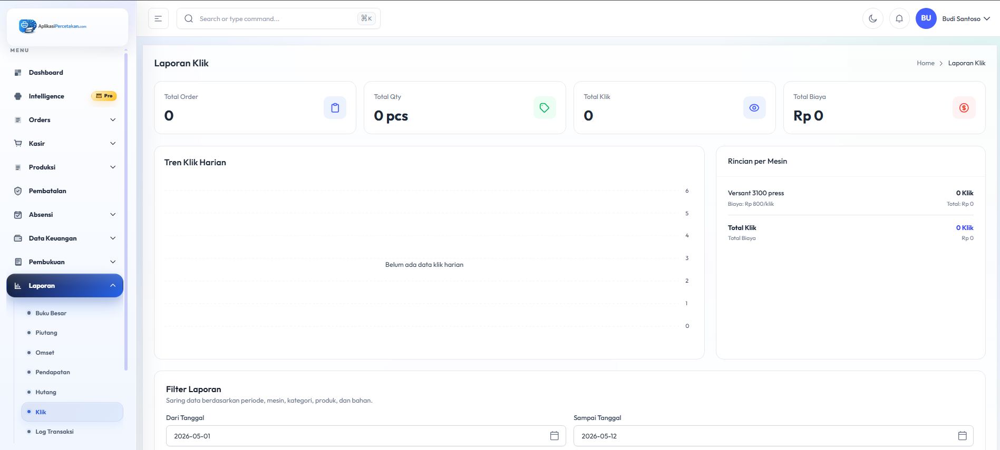 AplikasiPercetakan.com
Search or type command...
⌘K
BU
Budi Santoso
MENU
Dashboard
Intelligence
Pro
Orders
Kasir
Produksi
Pembatalan
Absensi
Data Keuangan
Pembukuan
Laporan
Buku Besar
Piutang
Omset
Pendapatan
Hutang
Klik
Log Transaksi
Laporan Klik
Home > Laporan Klik
Total Order
0
Total Qty
0 pcs
Total Klik
0
Total Biaya
Rp 0
Tren Klik Harian
6
5
4
3
Belum ada data klik harian
2
1
0
Rincian per Mesin
Versant 3100 press
0 Klik
Biaya: Rp 800/klik
Total: Rp 0
Total Klik
0 Klik
Total Biaya
Rp 0
Filter Laporan
Saring data berdasarkan periode, mesin, kategori, produk, dan bahan.
Dari Tanggal
2026-05-01
Sampai Tanggal
2026-05-12